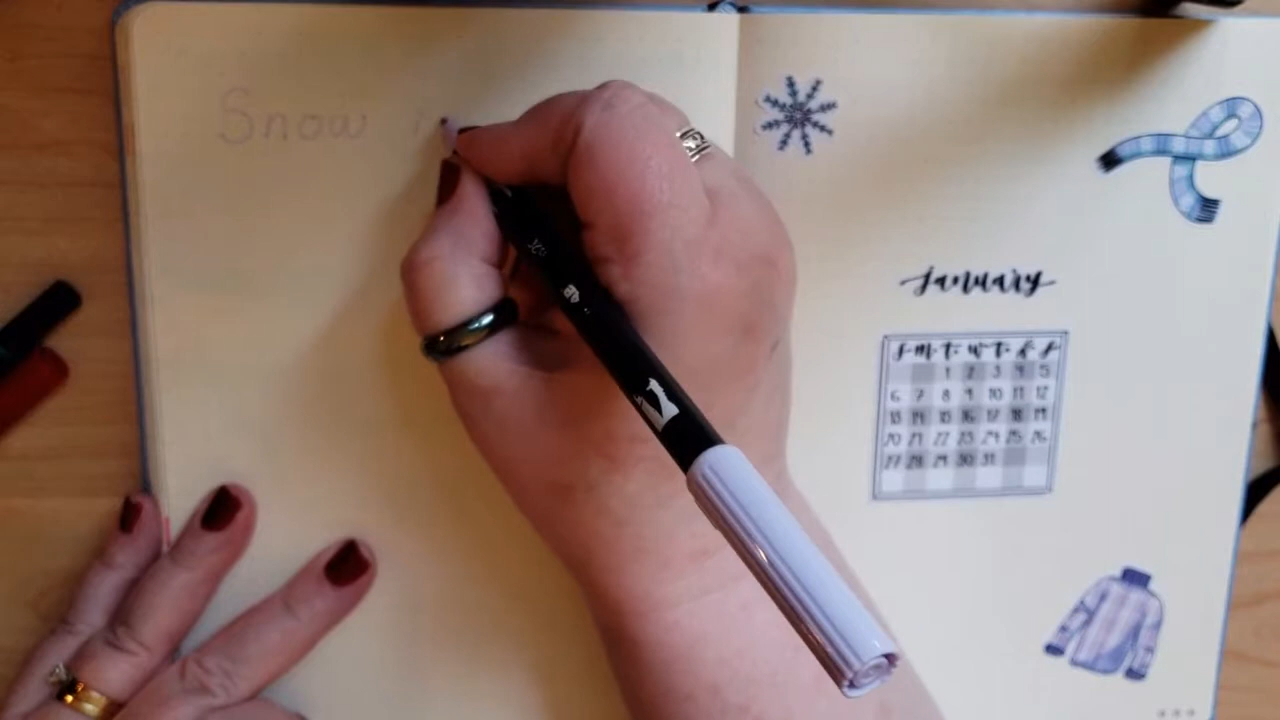 Snow
January
S M T W T F S
1 2 3 4 5
6 7 8 9 10 11 12
13 14 15 16 17 18 19
20 21 22 23 24 25 26
27 28 29 30 31